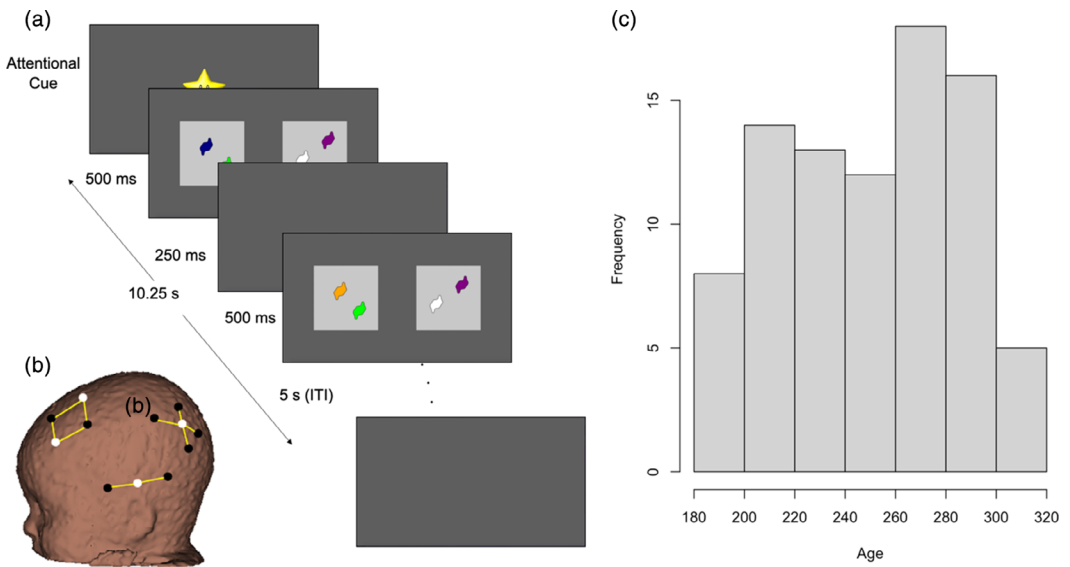 (a)
Attentional
Cue
500 ms
250 ms
10.25 s
500 ms
5 s (ITI)
(b)
(b)
(c)
Frequency
15
10
5
0
180 200 220 240 260 280 300 320
Age